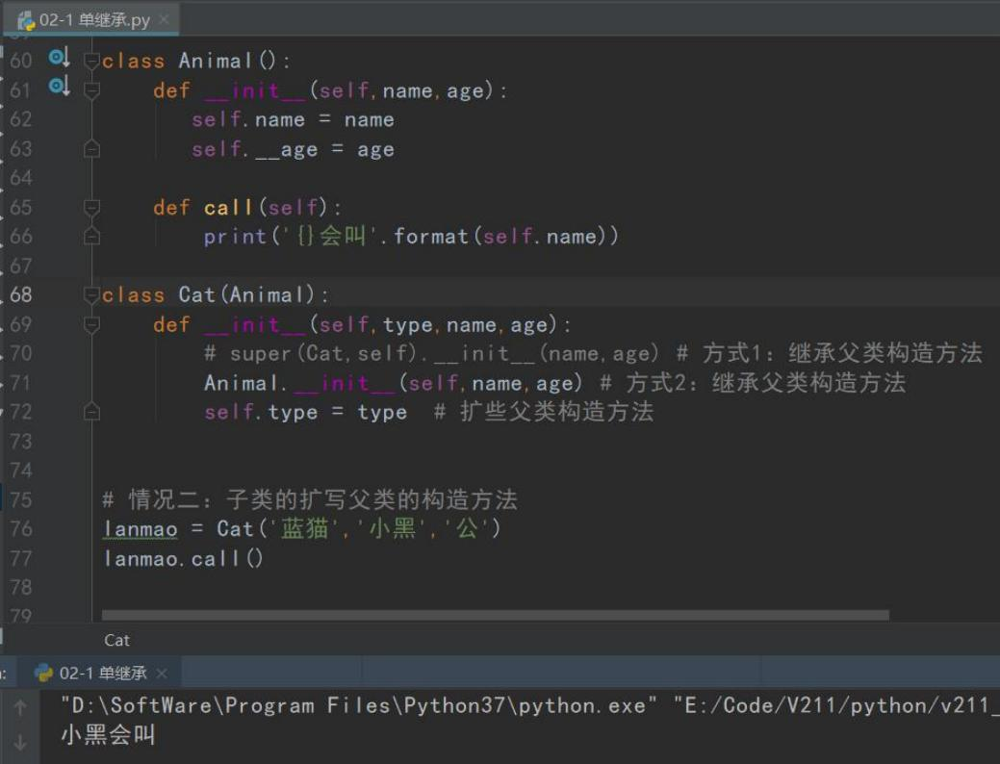 02-1 单继承.py
60 class Animal():
61 def __init__(self,name,age):
62 self.name = name
63 self.__age = age
64
65 def call(self):
66 print('{}会叫'.format(self.name))
67
68 class Cat(Animal):
69 def __init__(self,type,name,age):
70 # super(Cat,self).__init__(name,age) # 方式1：继承父类构造方法
71 Animal.__init__(self,name,age) # 方式2：继承父类构造方法
72 self.type = type # 扩些父类构造方法
73
74
75 # 情况二：子类的扩写父类的构造方法
76 lanmao = Cat('蓝猫','小黑','公')
77 lanmao.call()
78
79
Cat
02-1 单继承
"D:\SoftWare\Program Files\Python37\python.exe" "E:/Code/V211/python/v211_
小黑会叫